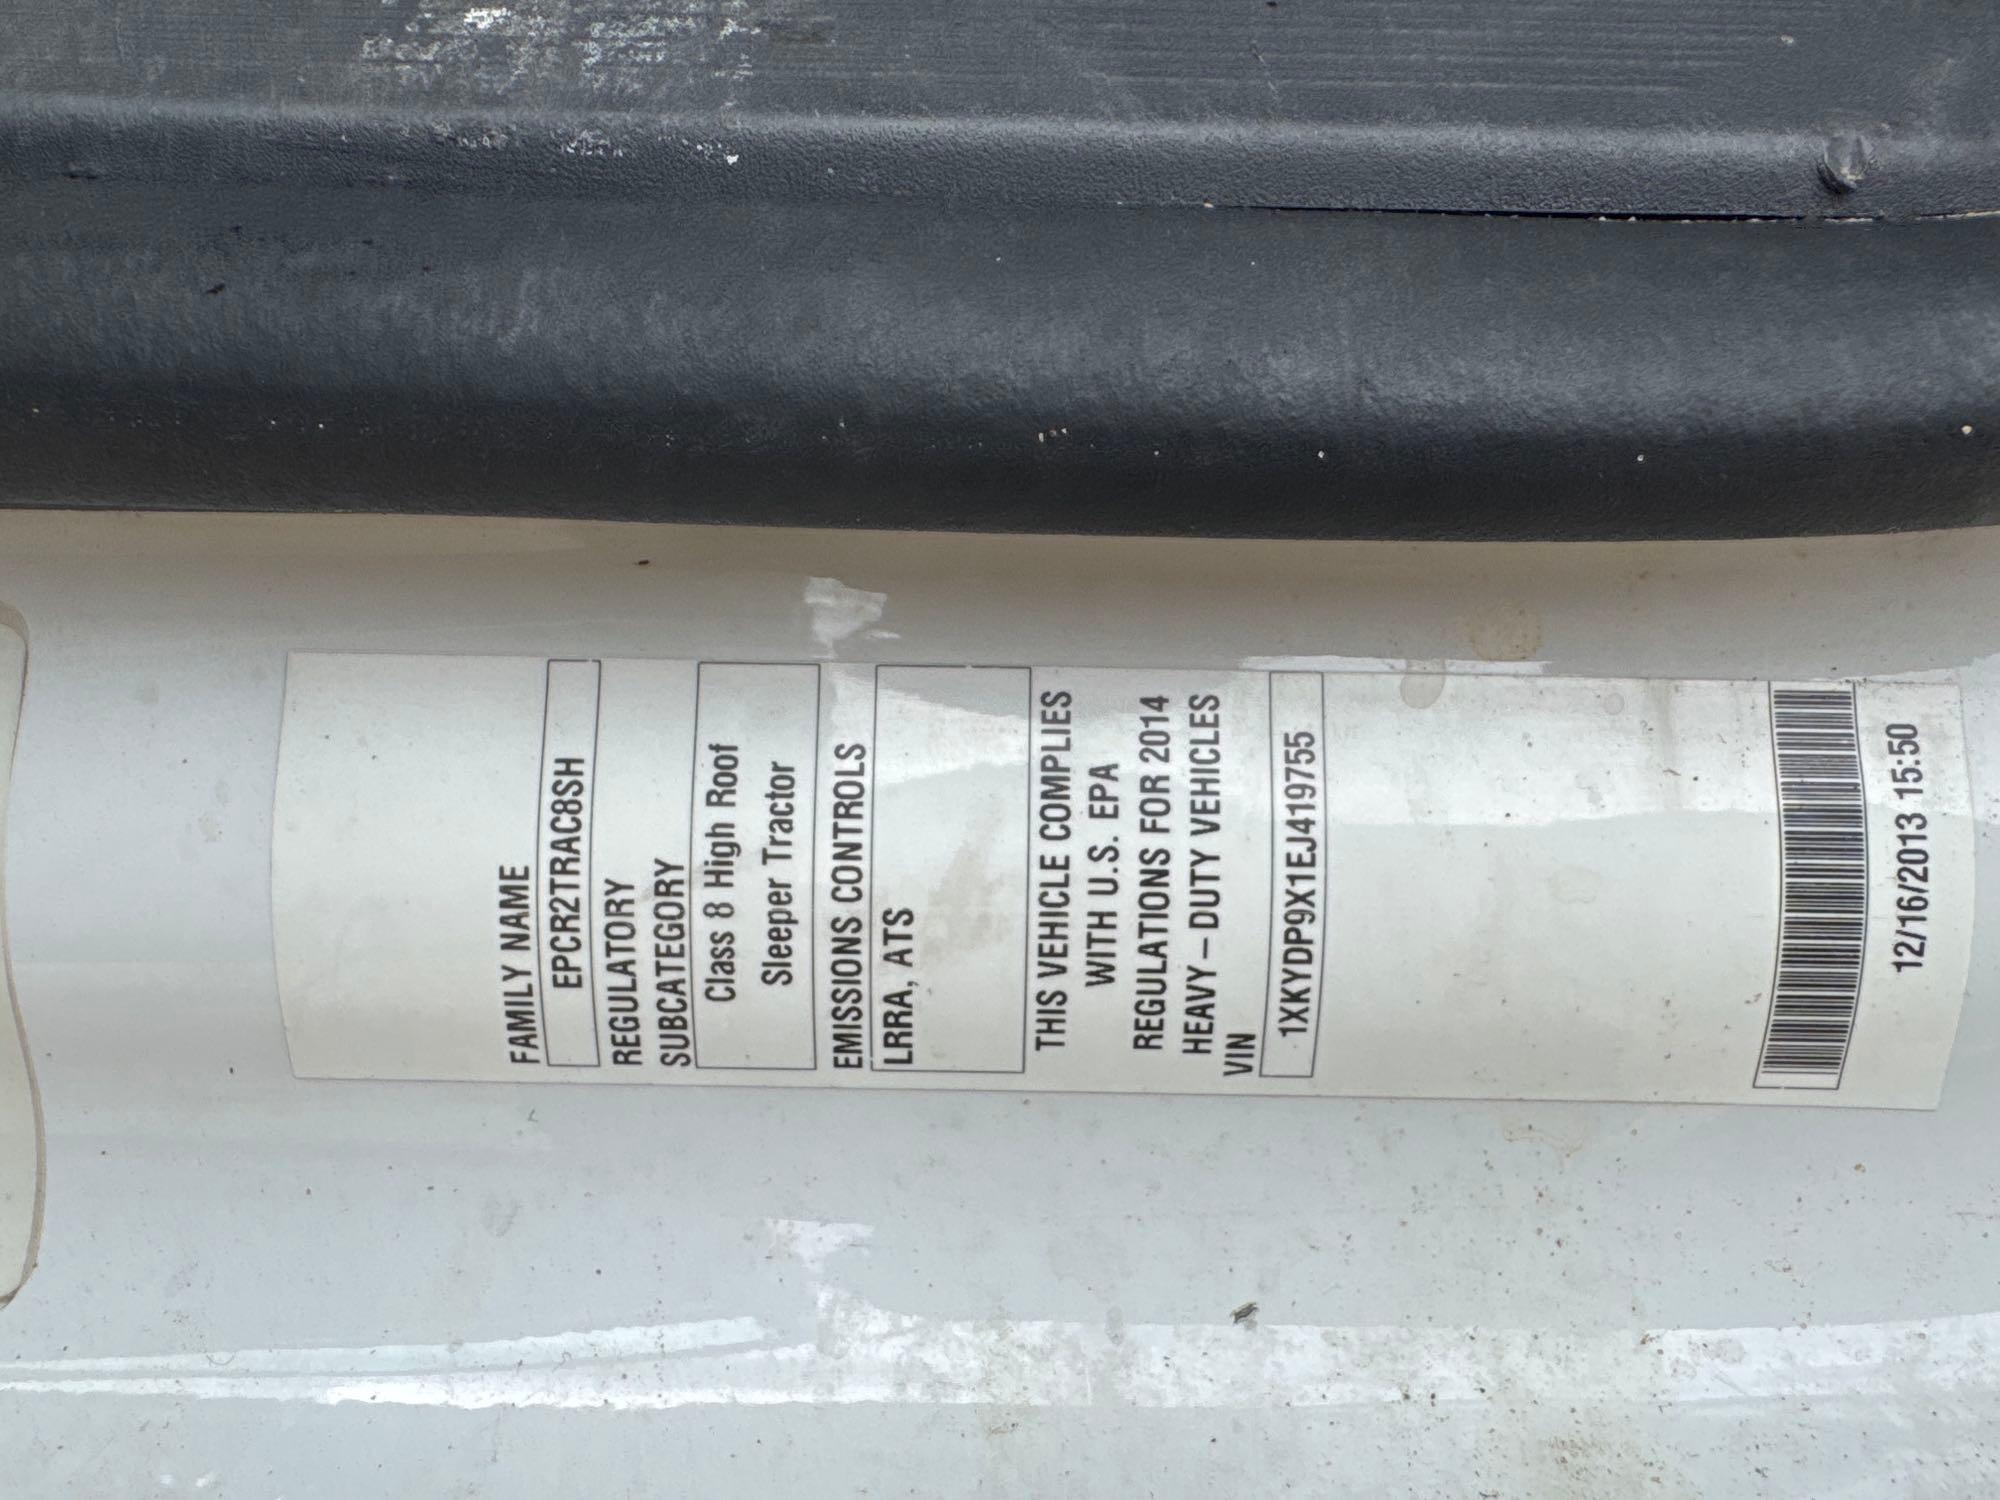 FAMILY NAME
EPCR2TRAC8SH
REGULATORY
SUBCATEGORY
Class 8 High Roof
Sleeper Tractor
EMISSIONS CONTROLS
LRRA, ATS
THIS VEHICLE COMPLIES
WITH U.S. EPA
REGULATIONS FOR 2014
HEAVY-DUTY VEHICLES
VIN
1XKYDP9X1EJ419755
12/16/2013 15:50